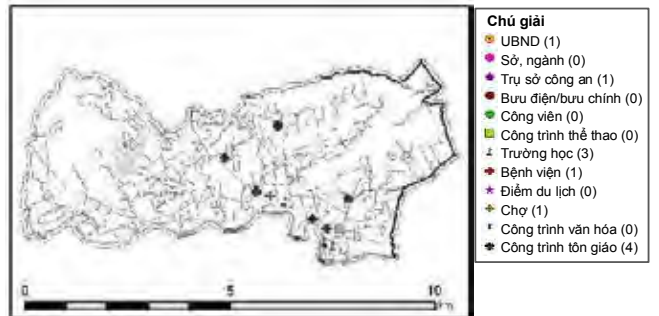 Chú giải
UBND (1)
Sở, ngành (0)
Trụ sở công an (1)
Bưu điện/bưu chính (0)
Công viên (0)
Công trình thể thao (0)
Trường học (3)
Bệnh viện (1)
Điểm du lịch (0)
Chợ (1)
Công trình văn hóa (0)
Công trình tôn giáo (4)
0 5 10